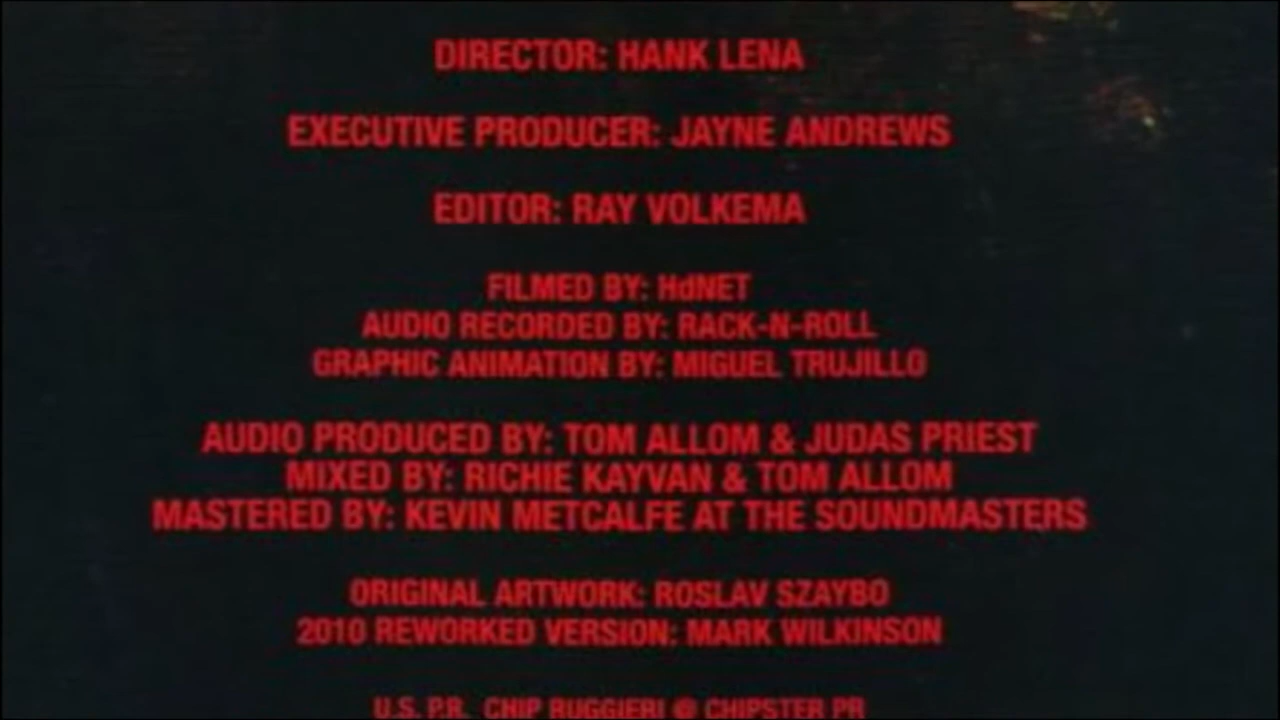 DIRECTOR: HANK LENA
EXECUTIVE PRODUCER: JAYNE ANDREWS
EDITOR: RAY VOLKEMA
FILMED BY: HdNET
AUDIO RECORDED BY: RACK-N-ROLL
GRAPHIC ANIMATION BY: MIGUEL TRUJILLO
AUDIO PRODUCED BY: TOM ALLOM & JUDAS PRIEST
MIXED BY: RICHIE KAYVAN & TOM ALLOM
MASTERED BY: KEVIN METCALFE AT THE SOUNDMASTERS
ORIGINAL ARTWORK: ROSLAV SZAYBO
2010 REWORKED VERSION: MARK WILKINSON
U.S. P.R. CHIP RUGGIERI @ CHIPSTER PR